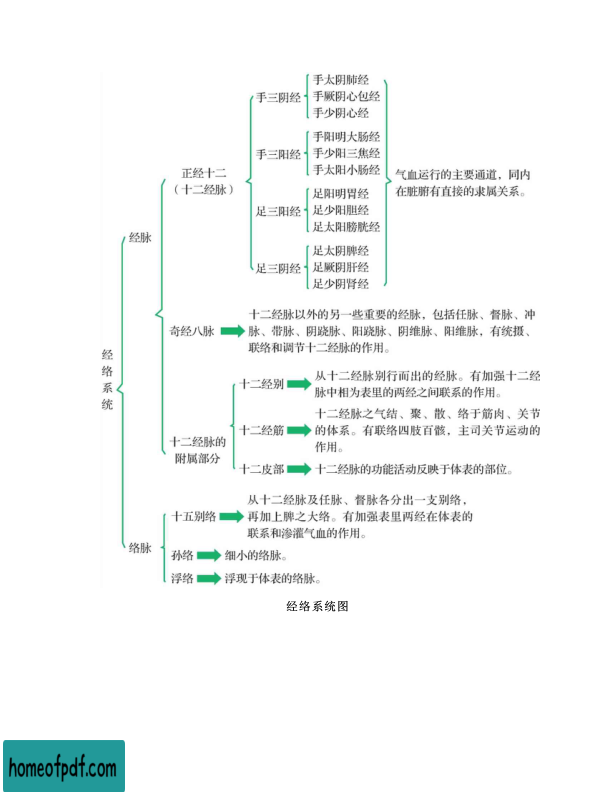 手太阴肺经
手三阴经
手厥阴心包经
手少阴心经
手阳明大肠经
手三阳经
手少阳三焦经
手太阳小肠经
正经十二
（十二经脉）
气血运行的主要通道，同内
在脏腑有直接的隶属关系。
足阳明胃经
足三阳经
足少阳胆经
足太阳膀胱经
足太阴脾经
足三阴经
足厥阴肝经
足少阴肾经
经脉
奇经八脉
十二经脉以外的另一些重要的经脉，包括任脉、督脉、冲
脉、带脉、阴跷脉、阳跷脉、阴维脉、阳维脉，有统摄、
联络和调节十二经脉的作用。
经
络
系
统
十二经脉的
附属部分
十二经别
从十二经脉别行而出的经脉。有加强十二经
脉中相为表里的两经之间联系的作用。
十二经筋
十二经脉之气结、聚、散、络于筋肉、关节
的体系。有联络四肢百骸，主司关节运动的
作用。
十二皮部
十二经脉的功能活动反映于体表的部位。
络脉
十五别络
从十二经脉及任脉、督脉各分出一支别络，
再加上脾之大络。有加强表里两经在体表的
联系和渗灌气血的作用。
孙络
细小的络脉。
浮络
浮现于体表的络脉。
经络系统图
homeofpdf.com